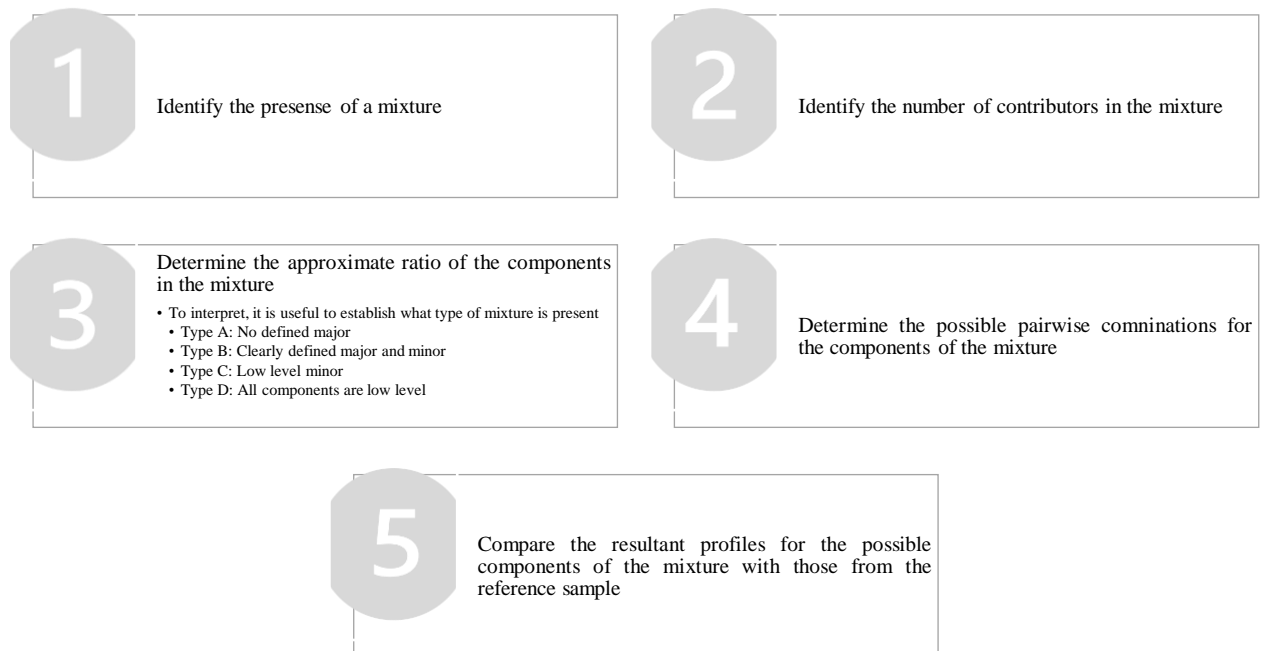 1
Identify the presense of a mixture
2
Identify the number of contributors in the mixture
3
Determine the approximate ratio of the components
in the mixture
• To interpret, it is useful to establish what type of mixture is present
• Type A: No defined major
• Type B: Clearly defined major and minor
• Type C: Low level minor
• Type D: All components are low level
4
Determine the possible pairwise comninations for
the components of the mixture
5
Compare the resultant profiles for the possible
components of the mixture with those from the
reference sample